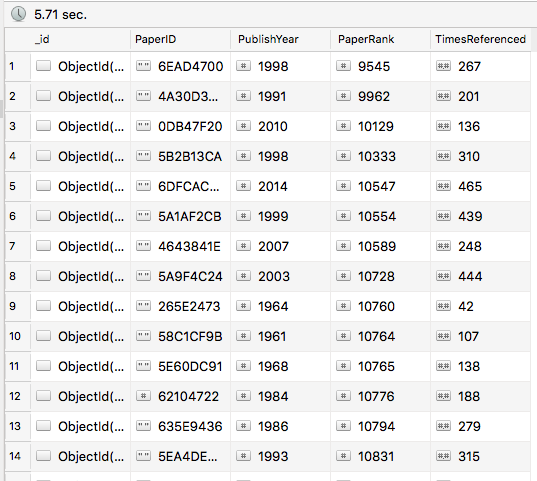 5.71 sec.
_id PaperID PublishYear PaperRank TimesReferenced
1 ObjectId(... "" 6EAD4700 # 1998 # 9545 #.# 267
2 ObjectId(... "" 4A30D3... # 1991 # 9962 #.# 201
3 ObjectId(... "" 0DB47F20 # 2010 # 10129 #.# 136
4 ObjectId(... "" 5B2B13CA # 1998 # 10333 #.# 310
5 ObjectId(... "" 6DFCAC... # 2014 # 10547 #.# 465
6 ObjectId(... "" 5A1AF2CB # 1999 # 10554 #.# 439
7 ObjectId(... "" 4643841E # 2007 # 10589 #.# 248
8 ObjectId(... "" 5A9F4C24 # 2003 # 10728 #.# 444
9 ObjectId(... "" 265E2473 # 1964 # 10760 #.# 42
10 ObjectId(... "" 58C1CF9B # 1961 # 10764 #.# 107
11 ObjectId(... "" 5E60DC91 # 1968 # 10765 #.# 138
12 ObjectId(... # 62104722 # 1984 # 10776 #.# 188
13 ObjectId(... "" 635E9436 # 1986 # 10794 #.# 279
14 ObjectId(... "" 5EA4DE... # 1993 # 10831 #.# 315